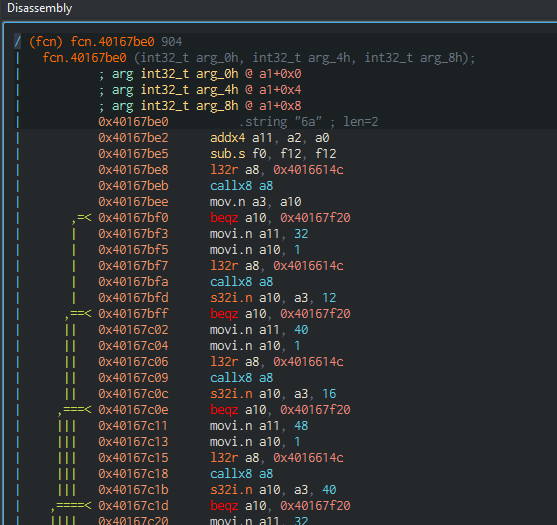 Disassembly
/ (fcn) fcn.40167be0 904
| fcn.40167be0 (int32_t arg_0h, int32_t arg_4h, int32_t arg_8h);
| ; arg int32_t arg_0h @ a1+0x0
| ; arg int32_t arg_4h @ a1+0x4
| ; arg int32_t arg_8h @ a1+0x8
| 0x40167be0 .string "6a" ; len=2
| 0x40167be2 addx4 a11, a2, a0
| 0x40167be5 sub.s f0, f12, f12
| 0x40167be8 l32r a8, 0x4016614c
| 0x40167beb callx8 a8
| 0x40167bee mov.n a3, a10
| ,=< 0x40167bf0 beqz a10, 0x40167f20
| | 0x40167bf3 movi.n a11, 32
| | 0x40167bf5 movi.n a10, 1
| | 0x40167bf7 l32r a8, 0x4016614c
| | 0x40167bfa callx8 a8
| | 0x40167bfd s32i.n a10, a3, 12
| ,==< 0x40167bff beqz a10, 0x40167f20
| || 0x40167c02 movi.n a11, 40
| || 0x40167c04 movi.n a10, 1
| || 0x40167c06 l32r a8, 0x4016614c
| || 0x40167c09 callx8 a8
| || 0x40167c0c s32i.n a10, a3, 16
| ,===< 0x40167c0e beqz a10, 0x40167f20
| ||| 0x40167c11 movi.n a11, 48
| ||| 0x40167c13 movi.n a10, 1
| ||| 0x40167c15 l32r a8, 0x4016614c
| ||| 0x40167c18 callx8 a8
| ||| 0x40167c1b s32i.n a10, a3, 40
| ,====< 0x40167c1d beqz a10, 0x40167f20
| |||| 0x40167c20 movi.n a11, 32